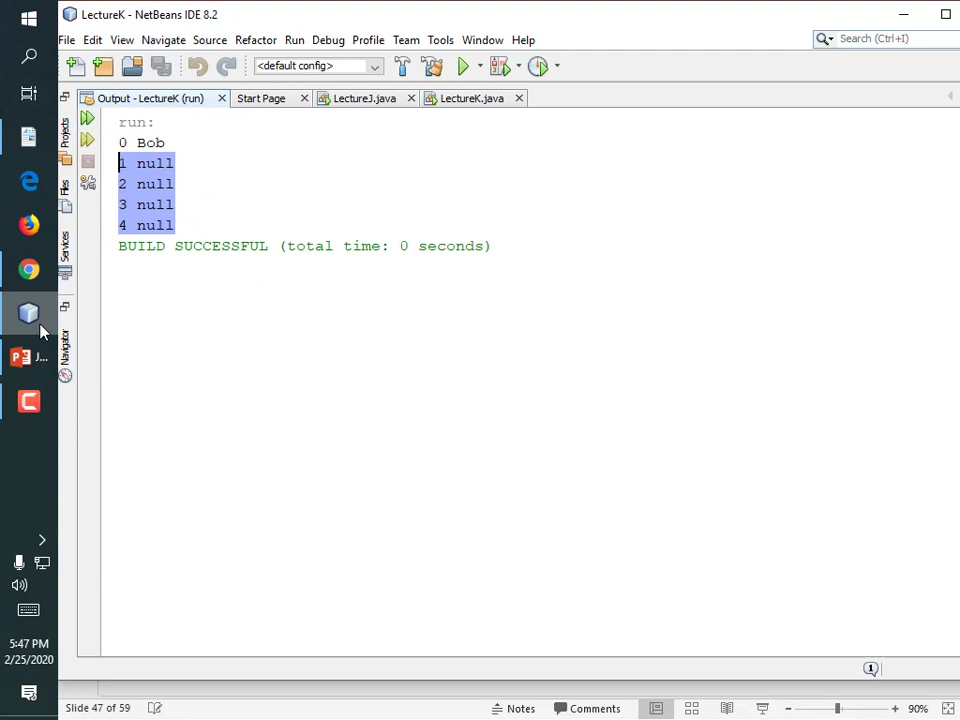 LectureK - NetBeans IDE 8.2
File Edit View Navigate Source Refactor Run Debug Profile Team Tools Window Help
Search (Ctrl+I)
<default config>
Output - LectureK (run) Start Page LectureJ.java LectureK.java
Projects
Files
Services
Navigator
run:
0 Bob
1 null
2 null
3 null
4 null
BUILD SUCCESSFUL (total time: 0 seconds)
J...
5:47 PM
2/25/2020
1
Slide 47 of 59
Notes
Comments
90%